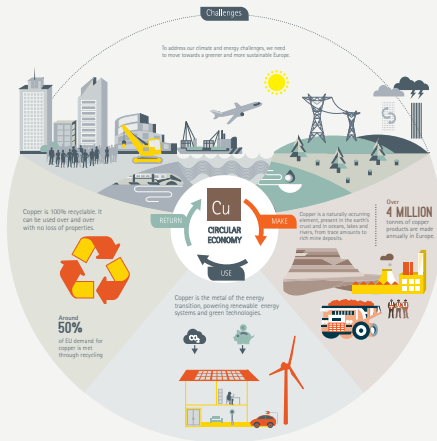 Challenges
To address our climate and energy challenges, we need
to move towards a greener and more sustainable Europe.
Cu
CIRCULAR
ECONOMY
RETURN
MAKE
USE
Copper is 100% recyclable. It
can be used over and over
with no loss of properties.
Around
50%
of EU demand for
copper is met
through recycling
Copper is a naturally occurring
element, present in the earth's
crust and in oceans, lakes and
rivers, from trace amounts to
rich mine deposits.
Over
4 MILLION
tonnes of copper
products are made
annually in Europe
Copper is the metal of the energy
transition, powering renewable energy
systems and green technologies.
CO2